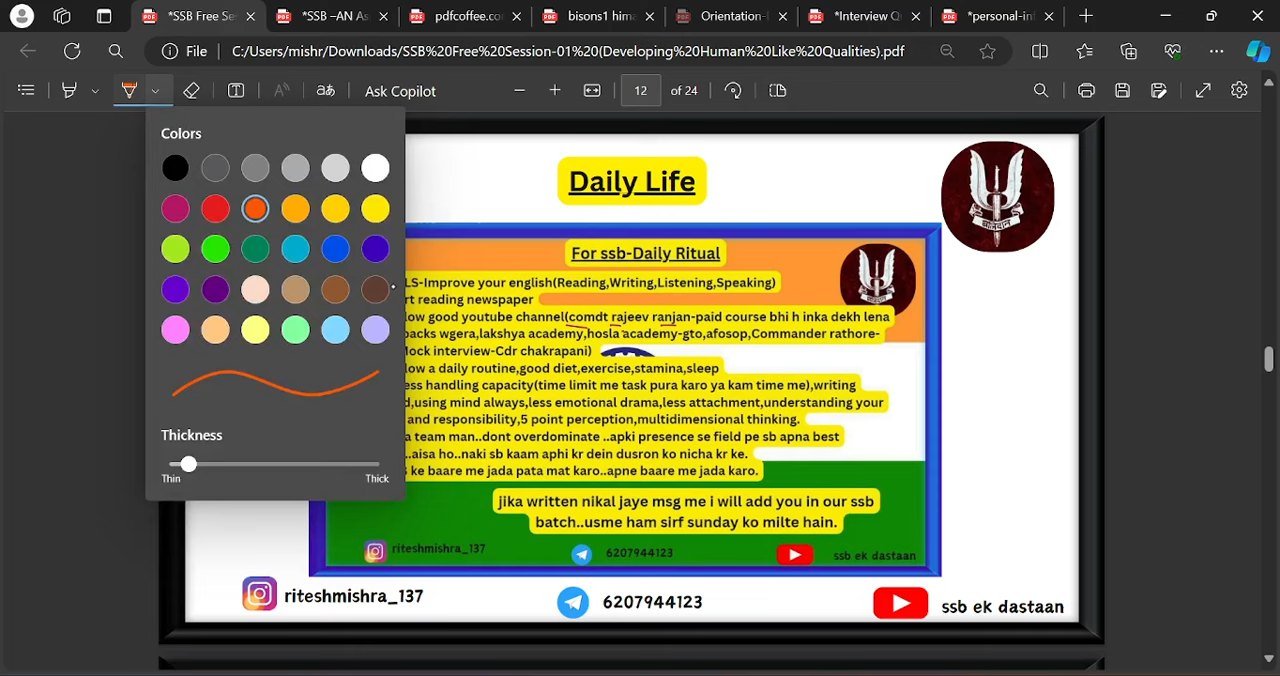 *SSB Free Se
*SSB –AN As
pdfcoffee.co
bisons1 him
Orientation-
*Interview Q
*personal-in
File
C:/Users/mishr/Downloads/SSB%20Free%20Session-01%20(Developing%20Human%20Like%20Qualities).pdf
Ask Copilot
12 of 24
Colors
Thickness
Thin
Thick
Daily Life
For ssb-Daily Ritual
LS-Improve your english(Reading,Writing,Listening,Speaking)
rt reading newspaper
low good youtube channel(comdt rajeev ranjan-paid course bhi h inka dekh lena
backs wgera,lakshya academy,hosla academy-gto,afosop,Commander rathore-
Mock interview-Cdr chakrapani)
low a daily routine,good diet,exercise,stamina,sleep
ess handling capacity(time limit me task pura karo ya kam time me),writing
d,using mind always,less emotional drama,less attachment,understanding your
and responsibility,5 point perception,multidimensional thinking.
a team man..dont overdominate ..apki presence se field pe sb apna best
..aisa ho..naki sb kaam aphi kr dein dusron ko nicha kr ke.
ke baare me jada pata mat karo..apne baare me jada karo.
jika written nikal jaye msg me i will add you in our ssb
batch..usme ham sirf sunday ko milte hain.
riteshmishra_137
6207944123
ssb ek dastaan
riteshmishra_137
6207944123
ssb ek dastaan